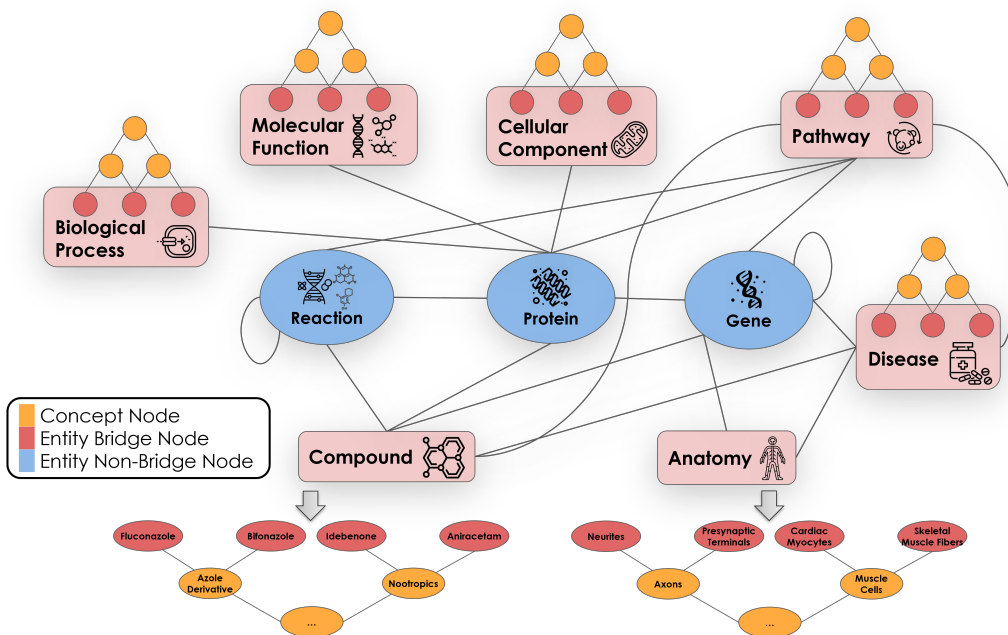 Molecular
Function
Cellular
Component
Pathway
Biological
Process
Reaction
Protein
Gene
Disease
Concept Node
Entity Bridge Node
Entity Non-Bridge Node
Compound
Anatomy
Fluconazole
Bifonazole
Idebenone
Aniracetam
Neurites
Presynaptic
Terminals
Cardiac
Myocytes
Skeletal
Muscle Fibers
Azole
Derivative
Nootropics
Axons
Muscle
Cells
...
...